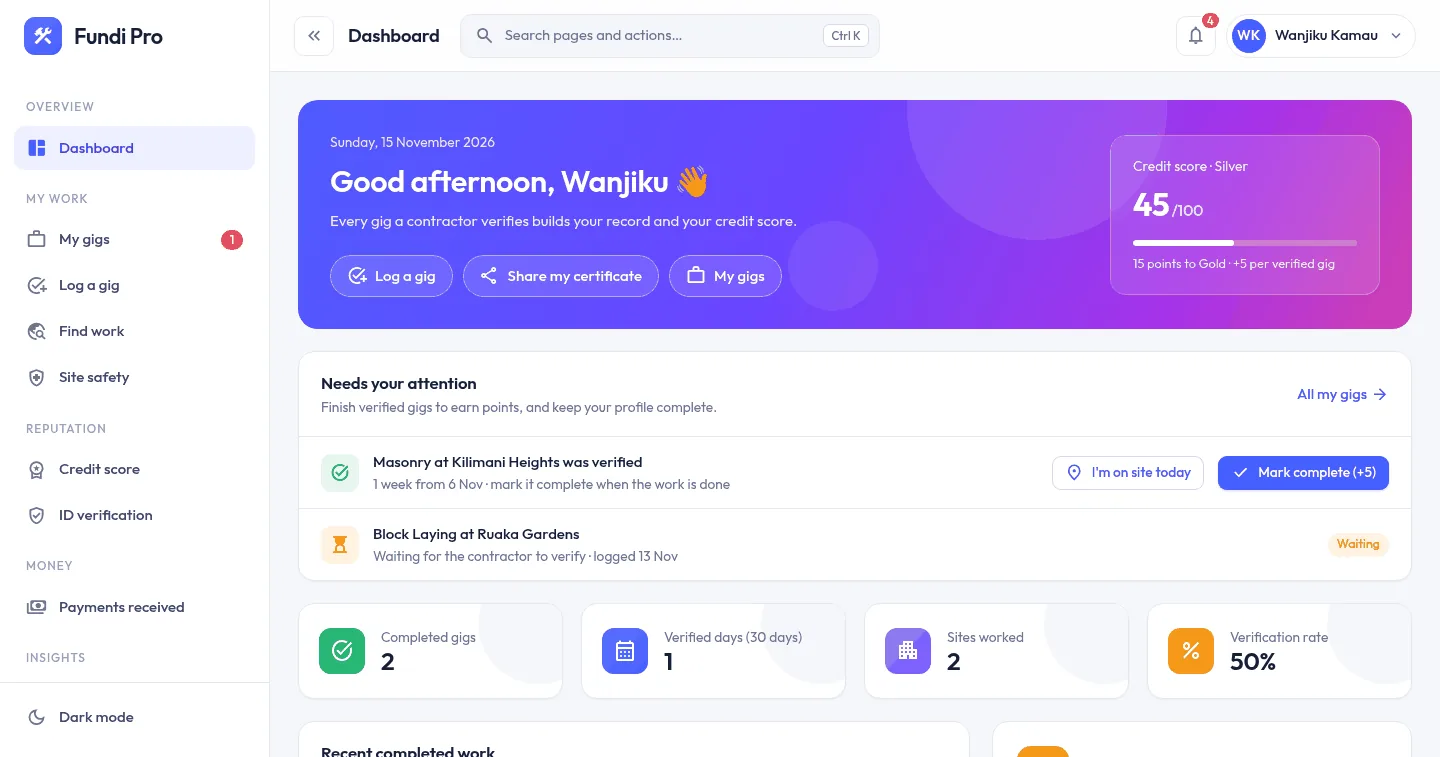 Fundi Pro
OVERVIEW
Dashboard
MY WORK
My gigs
1
Log a gig
Find work
Site safety
REPUTATION
Credit score
ID verification
MONEY
Payments received
INSIGHTS
Dark mode
Dashboard
Search pages and actions...
Ctrl K
4
WK
Wanjiku Kamau
Sunday, 15 November 2026
Good afternoon, Wanjiku 👋
Every gig a contractor verifies builds your record and your credit score.
Log a gig
Share my certificate
My gigs
Credit score · Silver
45/100
15 points to Gold · +5 per verified gig
Needs your attention
Finish verified gigs to earn points, and keep your profile complete.
All my gigs
Masonry at Kilimani Heights was verified
1 week from 6 Nov · mark it complete when the work is done
I'm on site today
Mark complete (+5)
Block Laying at Ruaka Gardens
Waiting for the contractor to verify · logged 13 Nov
Waiting
Completed gigs
2
Verified days (30 days)
1
Sites worked
2
Verification rate
50%
Recent completed work